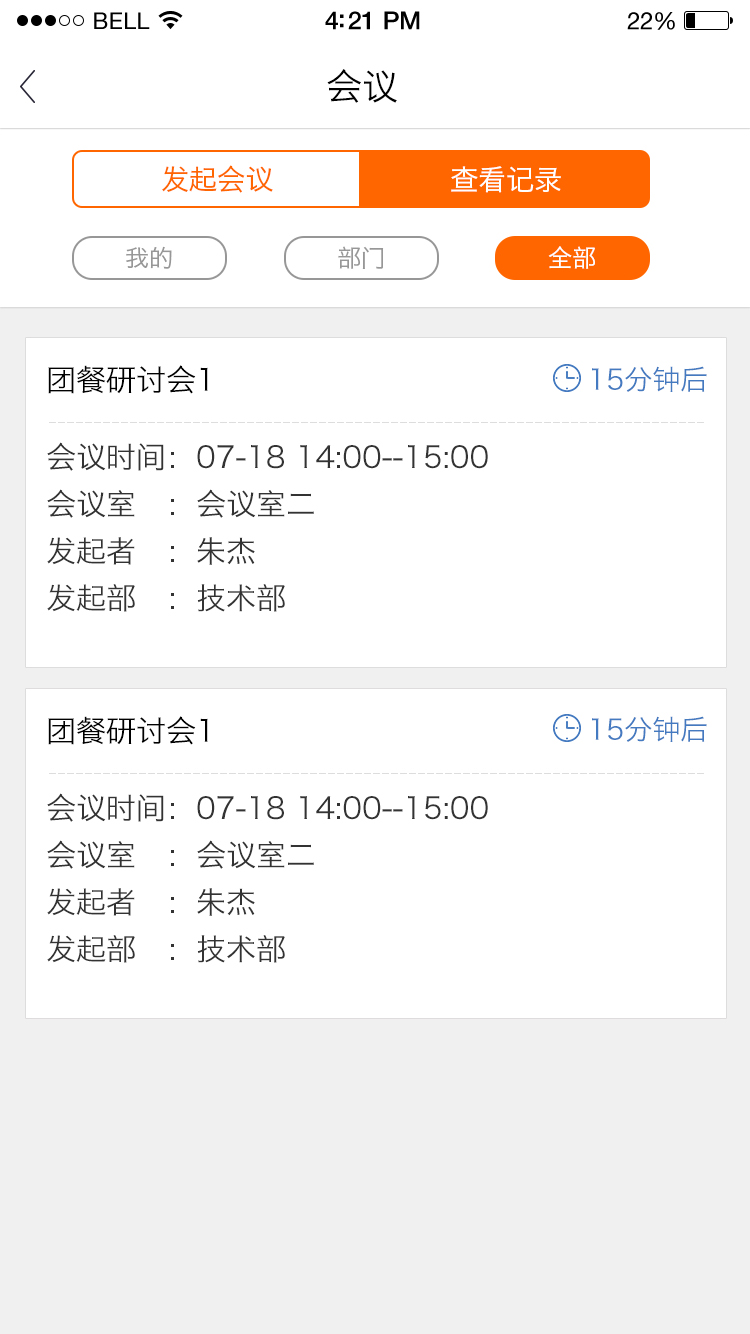 BELL 4:21 PM 22%
会议
发起会议 查看记录
我的 部门 全部
团餐研讨会1 15分钟后
会议时间：07-18 14:00--15:00
会议室 ：会议室二
发起者 ：朱杰
发起部 ：技术部
团餐研讨会1 15分钟后
会议时间：07-18 14:00--15:00
会议室 ：会议室二
发起者 ：朱杰
发起部 ：技术部